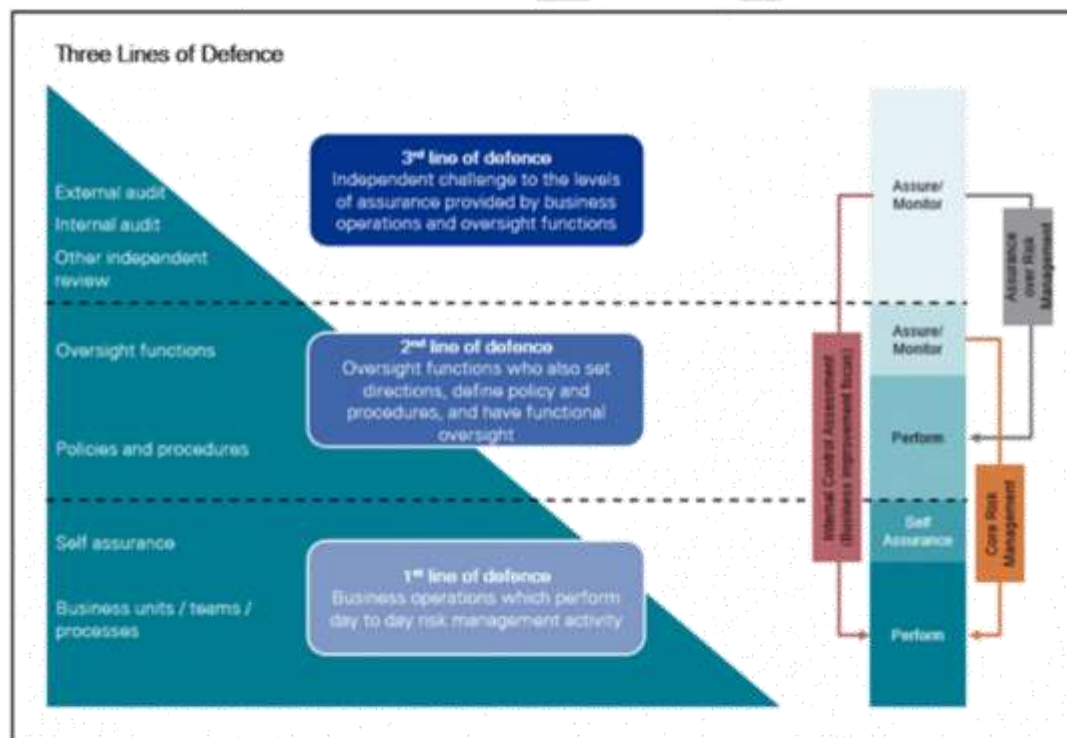 Three Lines of Defence
External audit
Internal audit
Other independent
review
3rd line of defence
Independent challenge to the levels
of assurance provided by business
operations and oversight functions
Oversight functions
Policies and procedures
2nd line of defence
Oversight functions who also set
directions, define policy and
procedures, and have functional
oversight
Self assurance
Business units / teams /
processes
1st line of defence
Business operations which perform
day to day risk management activity
Assure/
Monitor
Assure/
Monitor
Perform
Self
Assurance
Perform
Internal Control Assessment
(Business improvement focus)
Assurance
over Risk
Management
Core Risk
Management